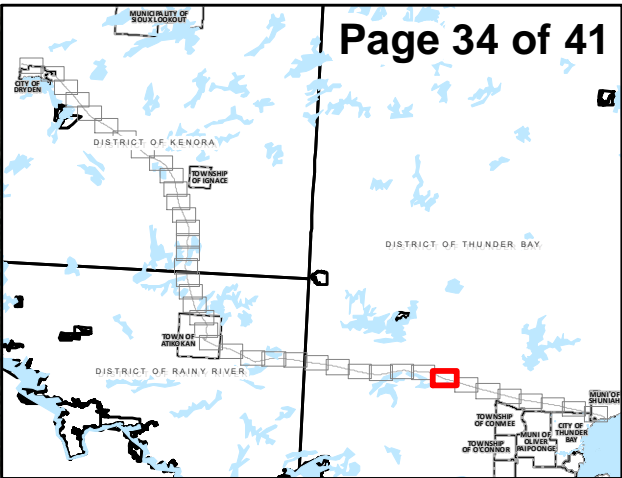 MUNICIPALITY OF
SIOUX LOOKOUT
Page 34 of 41
CITY OF
DRYDEN
DISTRICT OF KENORA
TOWNSHIP
OF IGNACE
DISTRICT OF THUNDER BAY
TOWN OF
ATIKOKAN
DISTRICT OF RAINY RIVER
MUNI OF
SHUNIAH
TOWNSHIP
OF CONMEE
CITY OF
THUNDER
BAY
MUNI OF
OLIVER
PAIPOONGE
TOWNSHIP
OF O'CONNOR